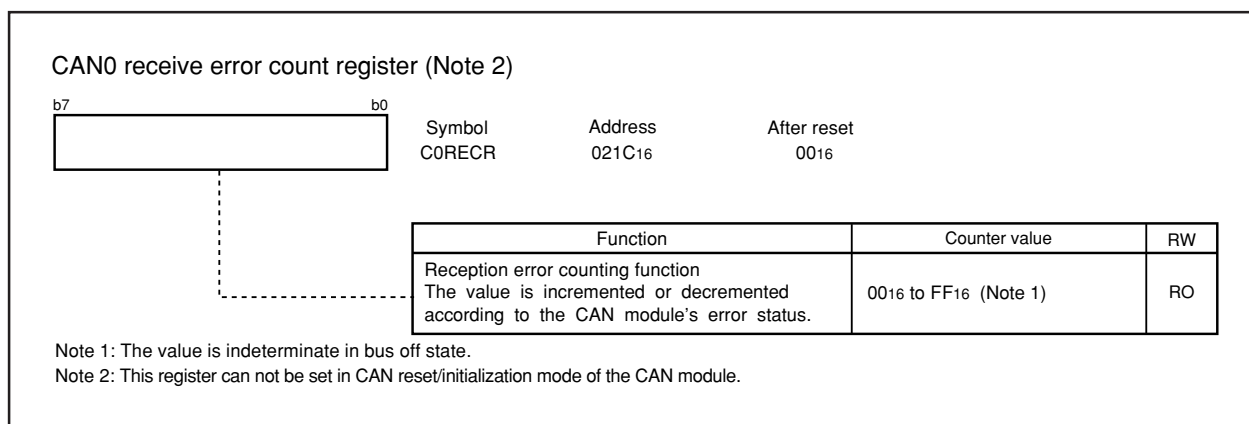 CAN0 receive error count register (Note 2)
b7 b0
Symbol Address After reset
C0RECR 021C16 0016
Function Counter value RW
Reception error counting function
The value is incremented or decremented 0016 to FF16 (Note 1) RO
according to the CAN module's error status.
Note 1: The value is indeterminate in bus off state.
Note 2: This register can not be set in CAN reset/initialization mode of the CAN module.